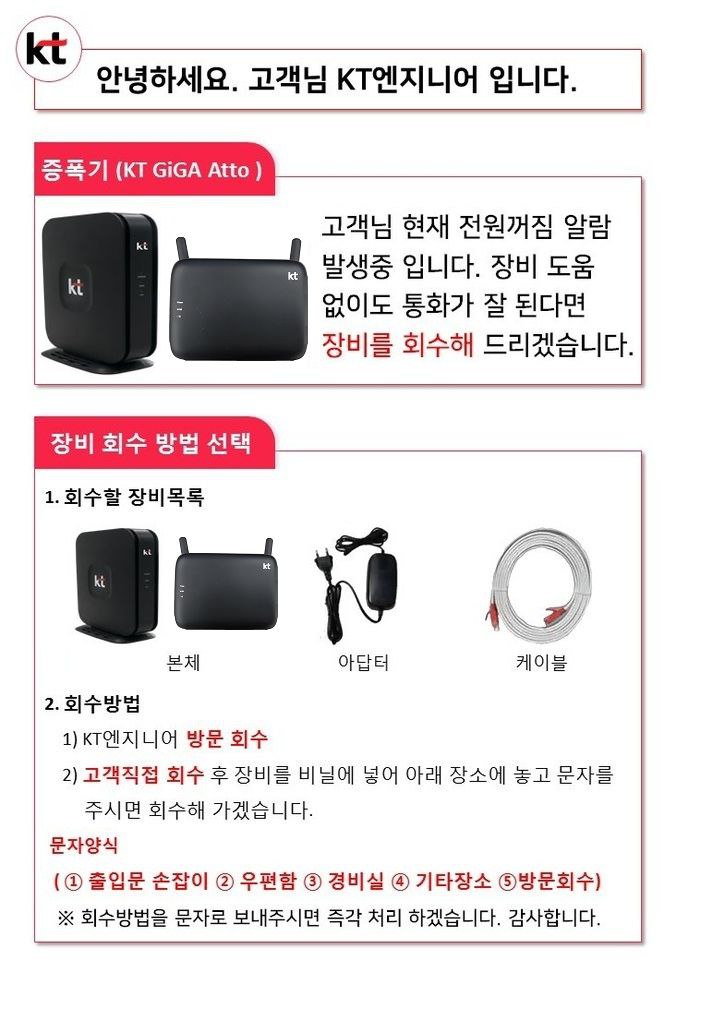 kt
안녕하세요. 고객님 KT엔지니어 입니다.
증폭기 (KT GiGA Atto )
kt
kt
kt
고객님 현재 전원꺼짐 알람
발생중 입니다. 장비 도움
없이도 통화가 잘 된다면
장비를 회수해 드리겠습니다.
장비 회수 방법 선택
1. 회수할 장비목록
kt
kt
kt
본체
아답터
케이블
2. 회수방법
1) KT엔지니어 방문 회수
2) 고객직접 회수 후 장비를 비닐에 넣어 아래 장소에 놓고 문자를
주시면 회수해 가겠습니다.
문자양식
( ① 출입문 손잡이 ② 우편함 ③ 경비실 ④ 기타장소 ⑤방문회수)
※ 회수방법을 문자로 보내주시면 즉각 처리 하겠습니다. 감사합니다.